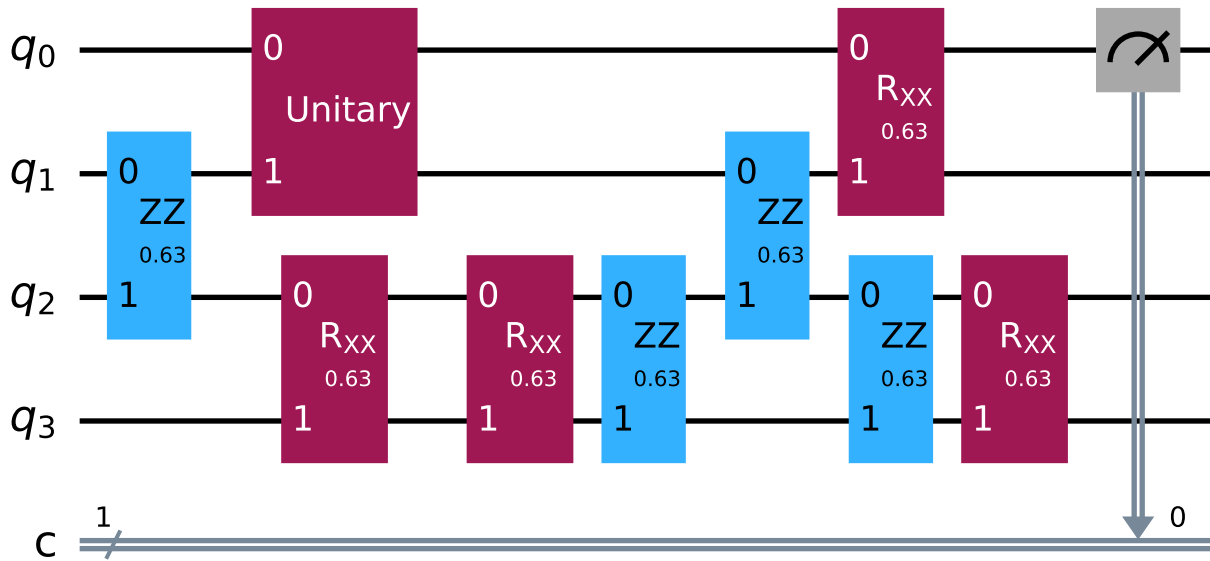 q0 0 0
Unitary RXX
0.63
q1 0 1 0 1
ZZ ZZ
0.63 0.63
q2 1 0 0 0 1 0 0
RXX RXX ZZ ZZ RXX
0.63 0.63 0.63 0.63 0.63
q3 1 1 1 1 1
1 0
c